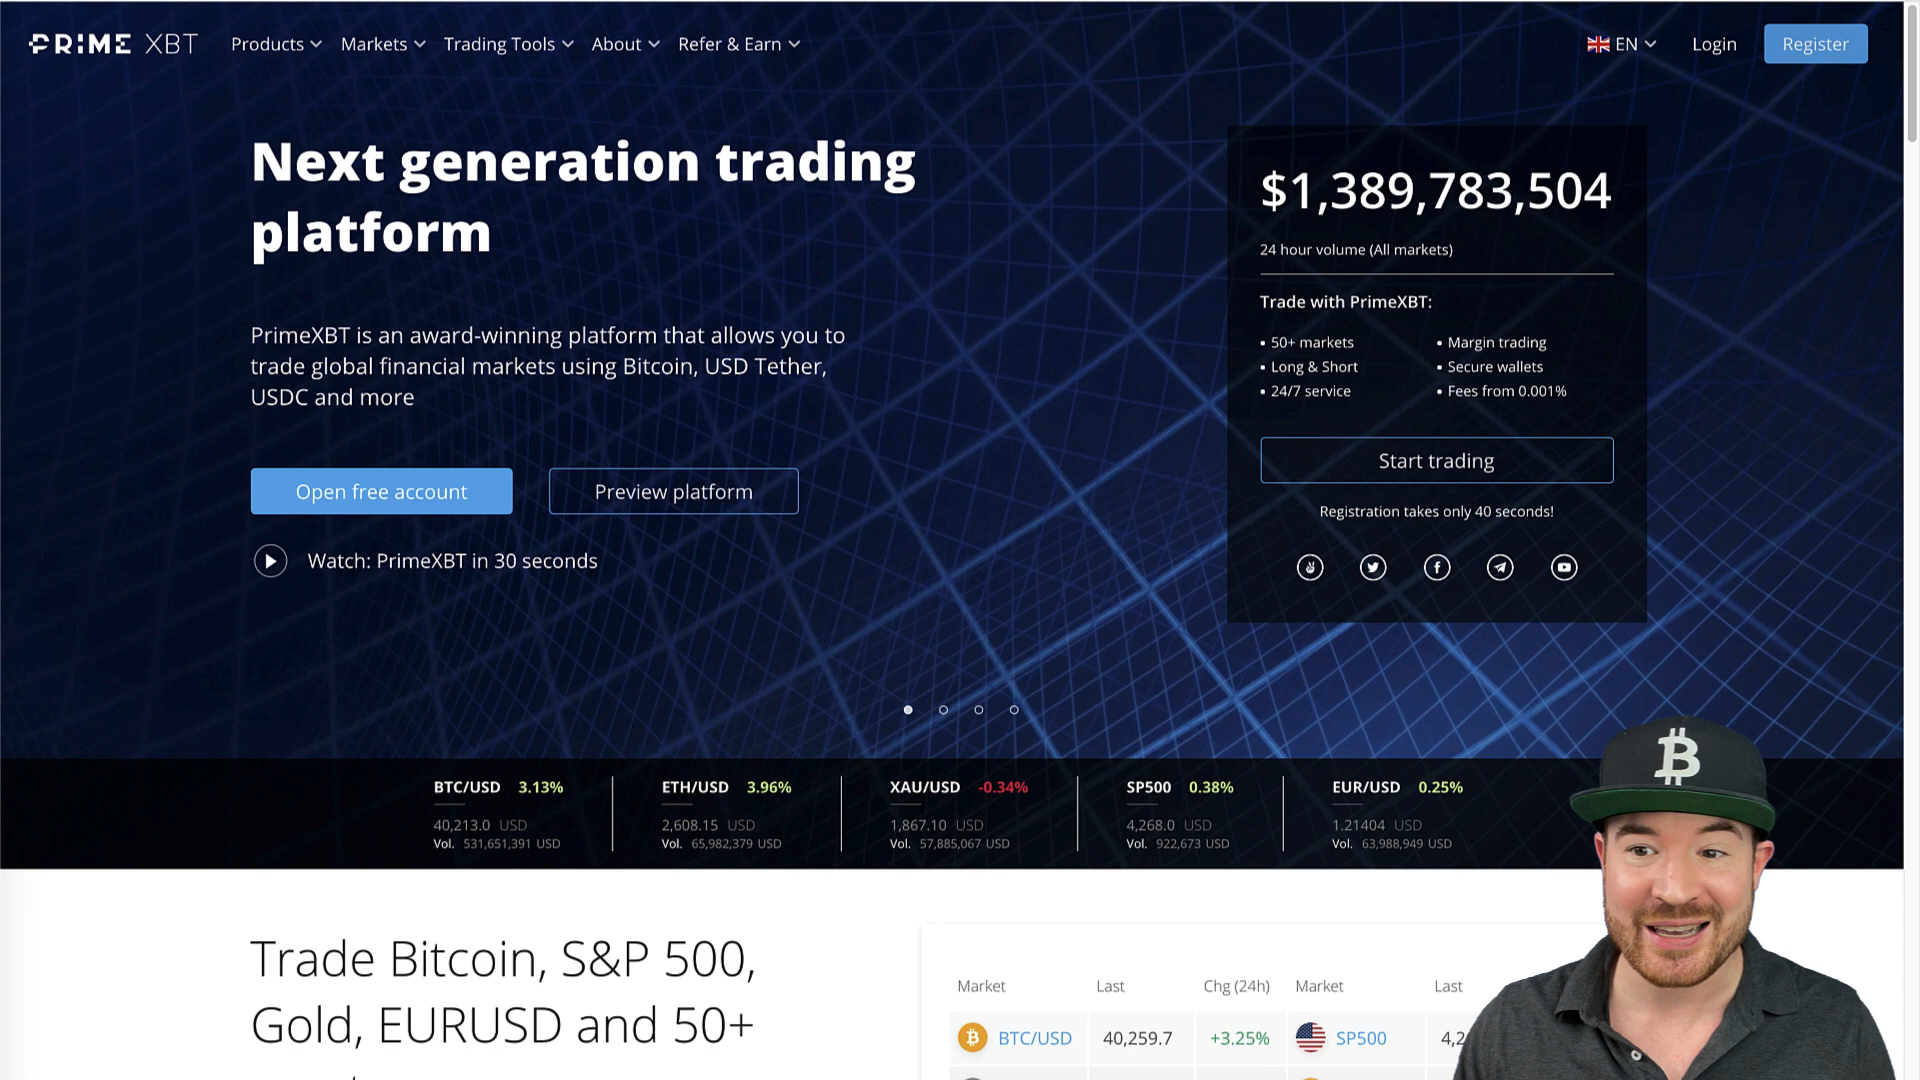 PRIME XBT
Products
Markets
Trading Tools
About
Refer & Earn
EN
Login
Register
Next generation trading
platform
PrimeXBT is an award-winning platform that allows you to
trade global financial markets using Bitcoin, USD Tether,
USDC and more
Open free account
Preview platform
Watch: PrimeXBT in 30 seconds
$1,389,783,504
24 hour volume (All markets)
Trade with PrimeXBT:
• 50+ markets
• Margin trading
• Long & Short
• Secure wallets
• 24/7 service
• Fees from 0.001%
Start trading
Registration takes only 40 seconds!
BTC/USD 3.13%
40,213.0 USD
Vol. 531,651,391 USD
ETH/USD 3.96%
2,608.15 USD
Vol. 65,982,379 USD
XAU/USD -0.34%
1,867.10 USD
Vol. 57,885,067 USD
SP500 0.38%
4,268.0 USD
Vol. 922,673 USD
EUR/USD 0.25%
1.21404 USD
Vol. 63,988,949 USD
Trade Bitcoin, S&P 500,
Gold, EURUSD and 50+
Market Last Chg (24h) Market Last
BTC/USD 40,259.7 +3.25% SP500 4,2